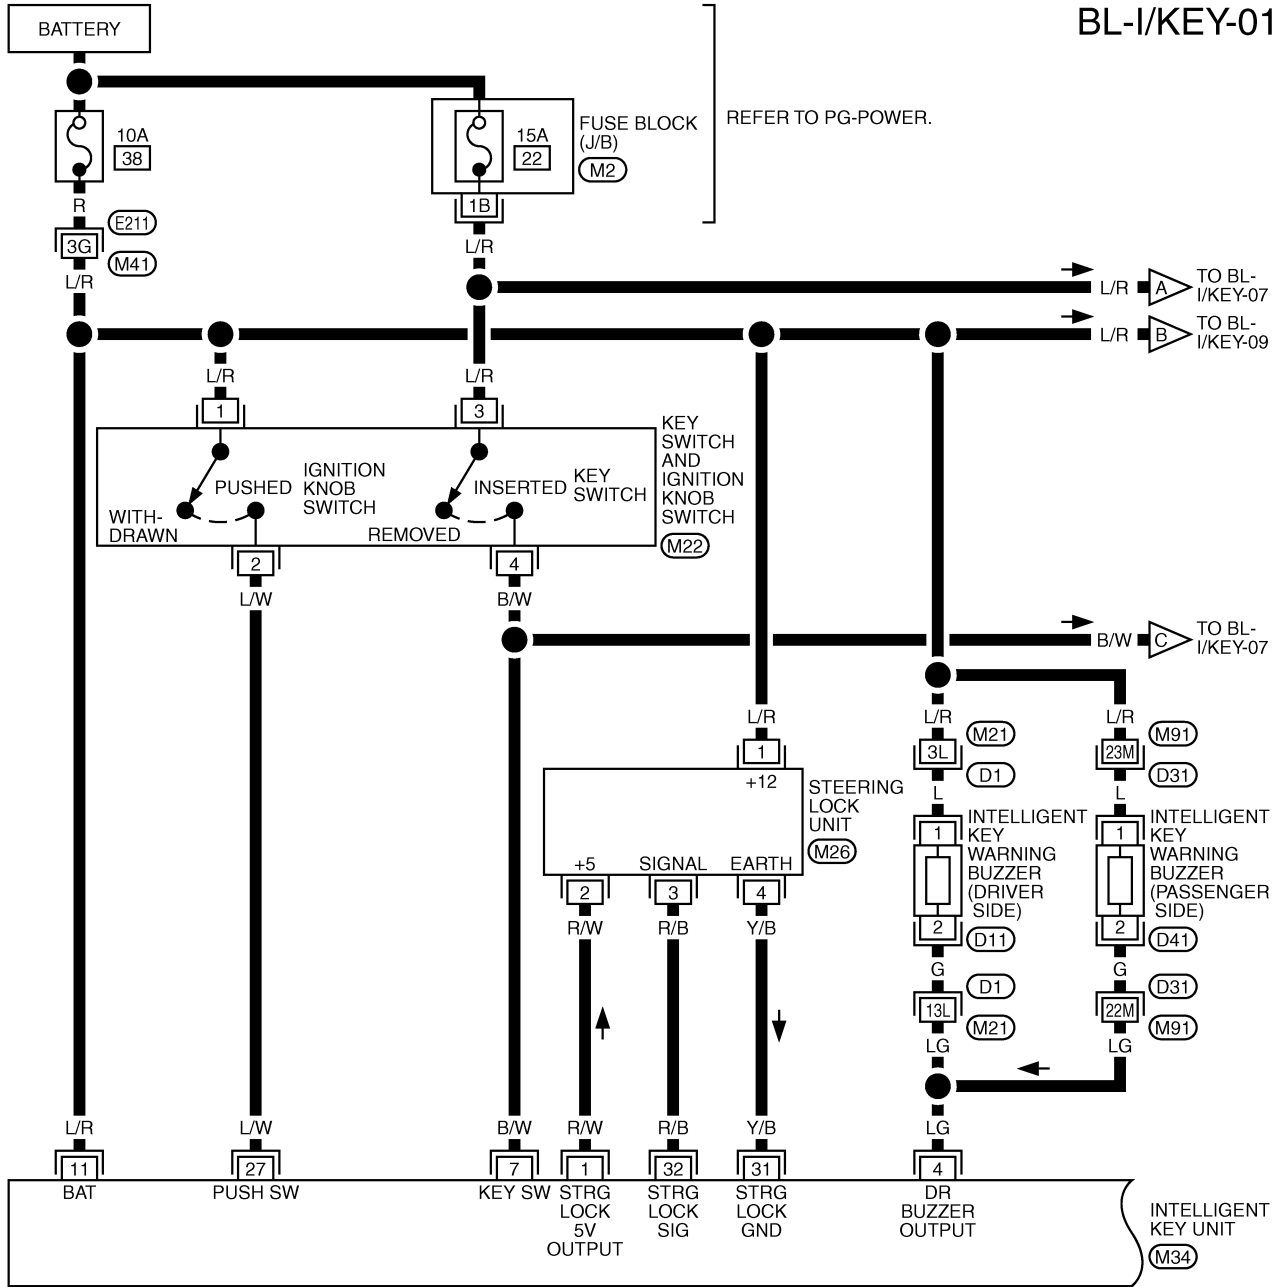 BL-I/KEY-01
BATTERY
10A
38
15A
22
FUSE BLOCK
(J/B)
M2
REFER TO PG-POWER.
R
E211
3G
M41
L/R
1B
L/R
L/R
A
TO BL-
I/KEY-07
L/R
B
TO BL-
I/KEY-09
L/R
L/R
1
3
KEY
SWITCH
AND
IGNITION
KNOB
SWITCH
M22
PUSHED
IGNITION
KNOB
SWITCH
WITH-
DRAWN
INSERTED
KEY
SWITCH
REMOVED
2
4
L/W
B/W
B/W
C
TO BL-
I/KEY-07
L/R
L/R
L/R
1
3L
M21
D1
23M
M91
D31
+12
STEERING
LOCK
UNIT
M26
L
L
+5
SIGNAL
EARTH
1
INTELLIGENT
KEY
WARNING
BUZZER
(DRIVER
SIDE)
2
D11
1
INTELLIGENT
KEY
WARNING
BUZZER
(PASSENGER
SIDE)
2
D41
2
3
4
R/W
R/B
Y/B
G
G
D1
13L
M21
D31
22M
M91
LG
LG
L/R
L/W
B/W
R/W
R/B
Y/B
LG
11
27
7
1
32
31
4
BAT
PUSH SW
KEY SW
STRG
LOCK
5V
OUTPUT
STRG
LOCK
SIG
STRG
LOCK
GND
DR
BUZZER
OUTPUT
INTELLIGENT
KEY UNIT
M34